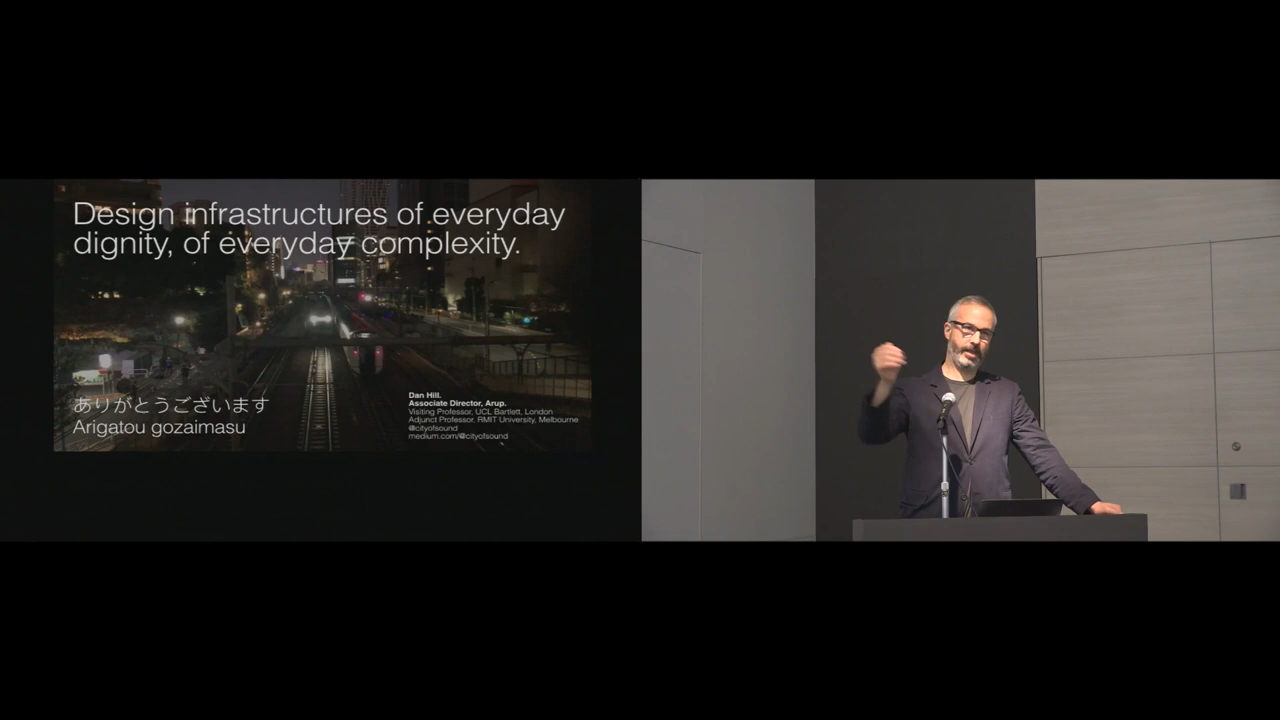 Design infrastructures of everyday
dignity, of everyday complexity.
ありがとうございます
Arigatou gozaimasu
Dan Hill.
Associate Director, Arup.
Visiting Professor, UCL Bartlett, London
Adjunct Professor. RMIT University, Melbourne
@cityofsound
medium.com/@cityofsound